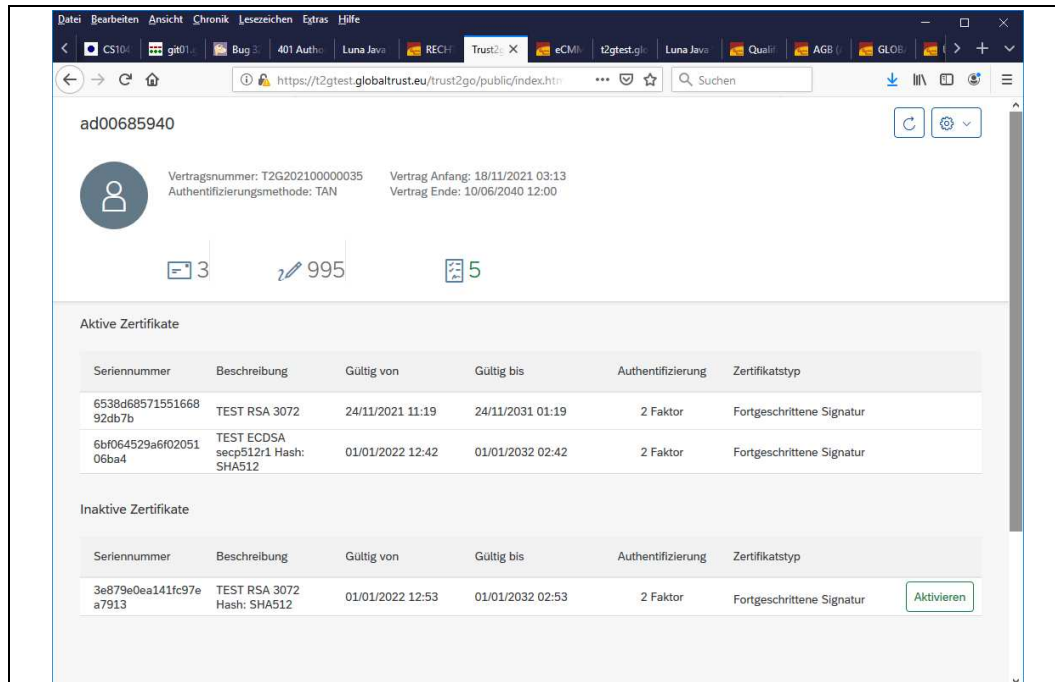 Datei Bearbeiten Ansicht Chronik Lesezeichen Extras Hilfe
CS104 git01. Bug 3. 401 Autho Luna Java RECH Trust2 eCMM t2gtest.glo Luna Java Qualif AGB ( GLOB
https://t2gtest.globaltrust.eu/trust2go/public/index.htm Suchen
ad00685940
Vertragsnummer: T2G202100000035 Vertrag Anfang: 18/11/2021 03:13
Authentifizierungsmethode: TAN Vertrag Ende: 10/06/2040 12:00
3 995 5
Aktive Zertifikate
Seriennummer Beschreibung Gültig von Gültig bis Authentifizierung Zertifikatstyp
6538d68571551668
92db7b TEST RSA 3072 24/11/2021 11:19 24/11/2031 01:19 2 Faktor Fortgeschrittene Signatur
6bf064529a6f02051 TEST ECDSA
06ba4 secp512r1 Hash: 01/01/2022 12:42 01/01/2032 02:42 2 Faktor Fortgeschrittene Signatur
SHA512
Inaktive Zertifikate
Seriennummer Beschreibung Gültig von Gültig bis Authentifizierung Zertifikatstyp
3e879e0ea141fc97e TEST RSA 3072 01/01/2022 12:53 01/01/2032 02:53 2 Faktor Fortgeschrittene Signatur Aktivieren
a7913 Hash: SHA512